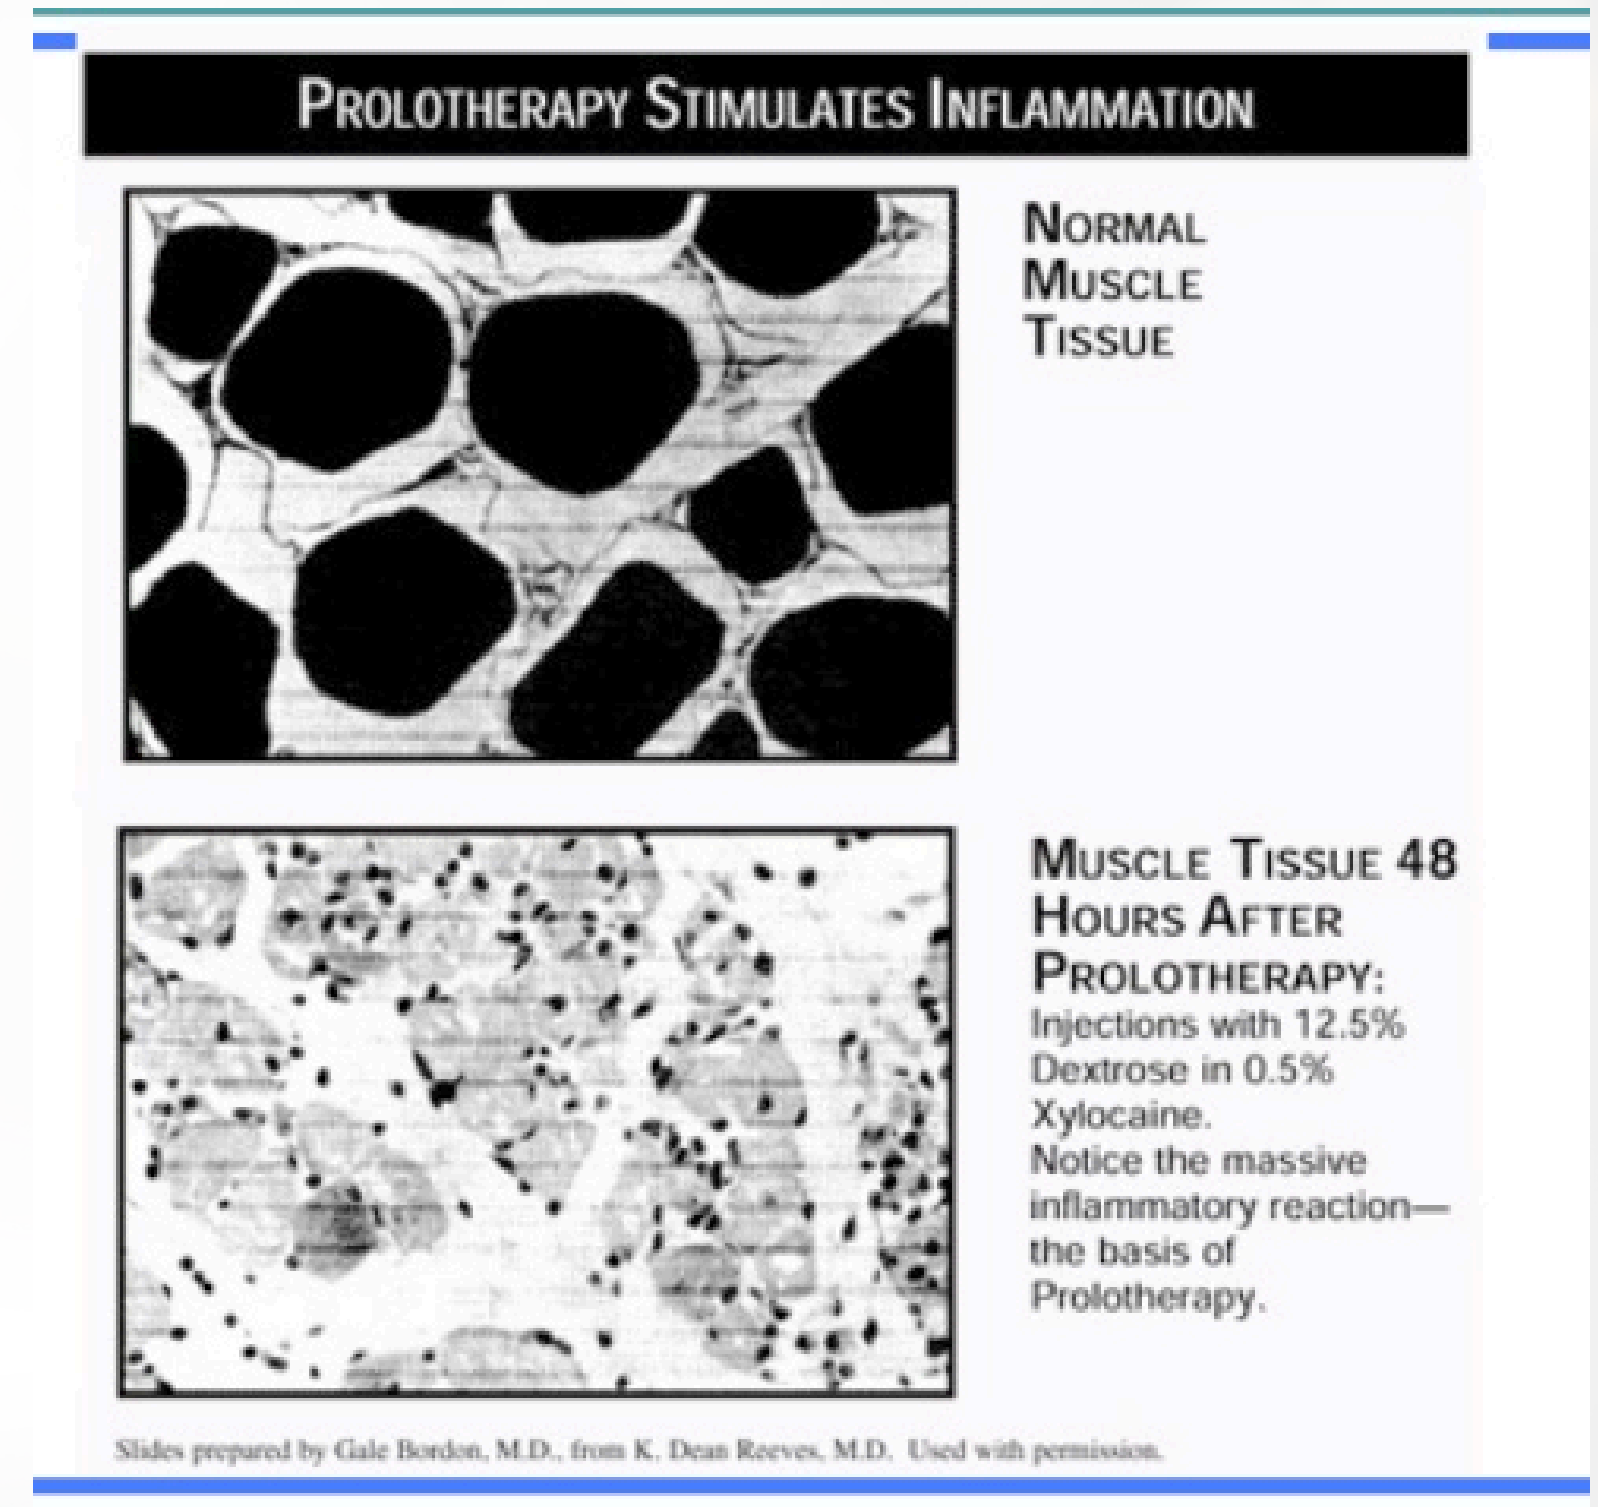 PROLOTHERAPY STIMULATES INFLAMMATION
NORMAL
MUSCLE
TISSUE
MUSCLE TISSUE 48
HOURS AFTER
PROLOTHERAPY:
Injections with 12.5%
Dextrose in 0.5%
Xylocaine.
Notice the massive
inflammatory reaction—
the basis of
Prolotherapy.
Slides prepared by Gale Bordon, M.D., from K. Dean Reeves, M.D. Used with permission.